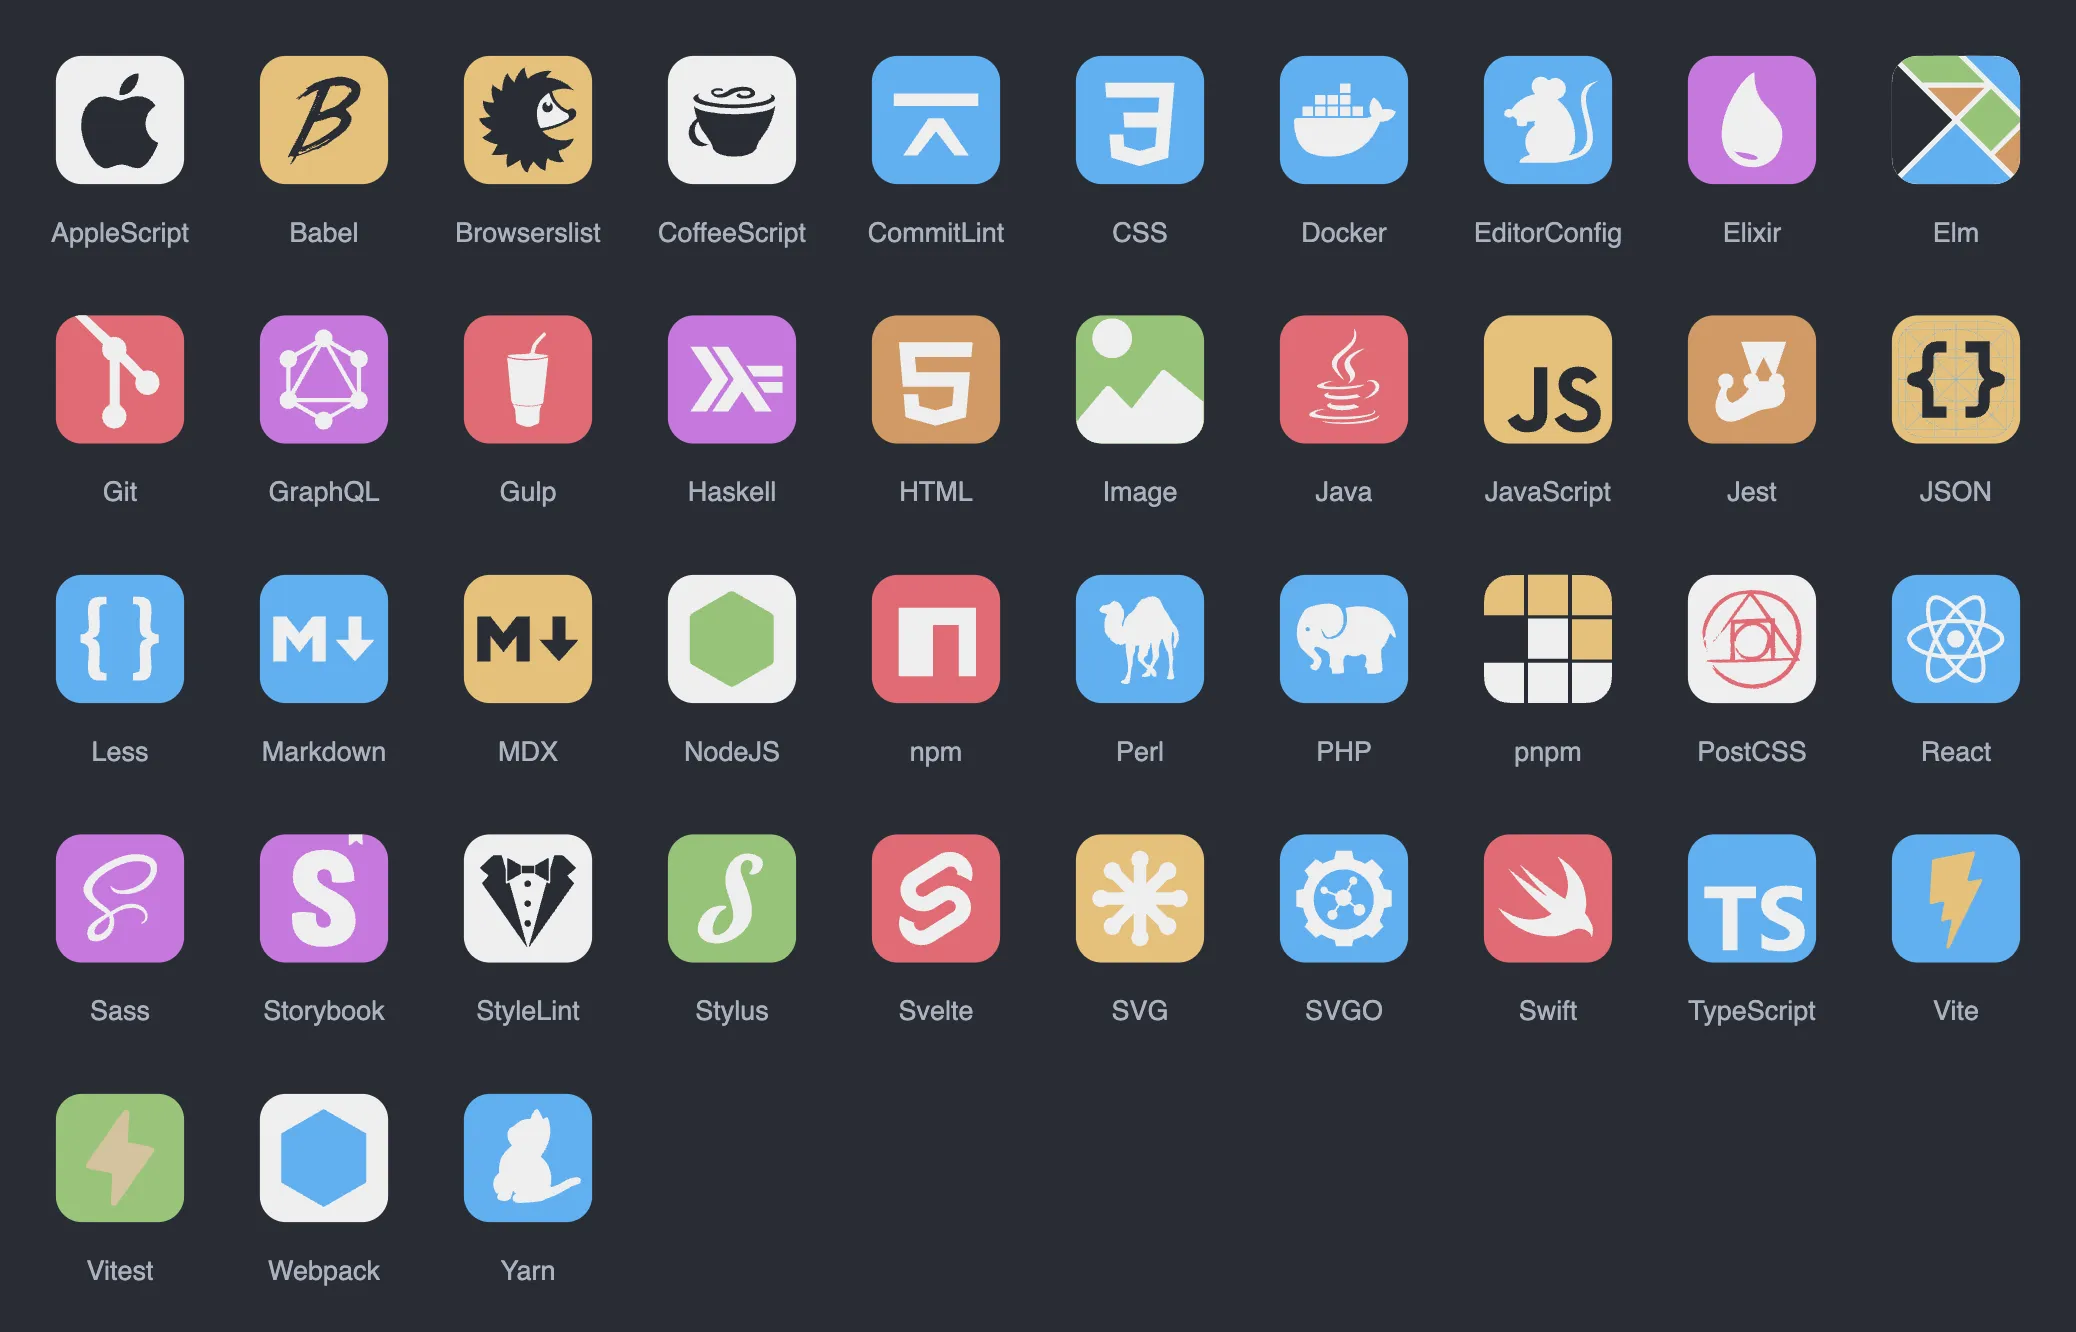 AppleScript Babel Browserslist CoffeeScript CommitLint CSS Docker EditorConfig Elixir Elm
JS
Git GraphQL Gulp Haskell HTML Image Java JavaScript Jest JSON
M M
Less Markdown MDX NodeJS npm Perl PHP pnpm PostCSS React
S TS
Sass Storybook StyleLint Stylus Svelte SVG SVGO Swift TypeScript Vite
Vitest Webpack Yarn